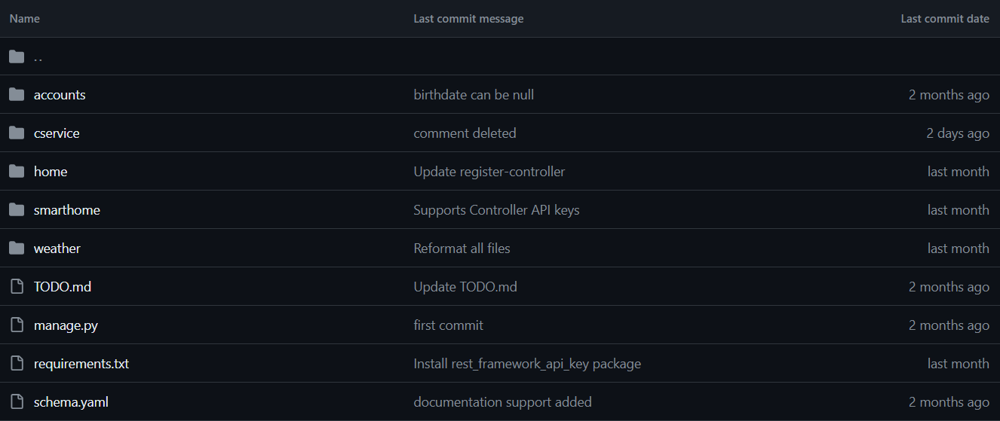 Name Last commit message Last commit date
..
accounts birthdate can be null 2 months ago
cservice comment deleted 2 days ago
home Update register-controller last month
smarthome Supports Controller API keys last month
weather Reformat all files last month
TODO.md Update TODO.md 2 months ago
manage.py first commit 2 months ago
requirements.txt Install rest_framework_api_key package last month
schema.yaml documentation support added 2 months ago